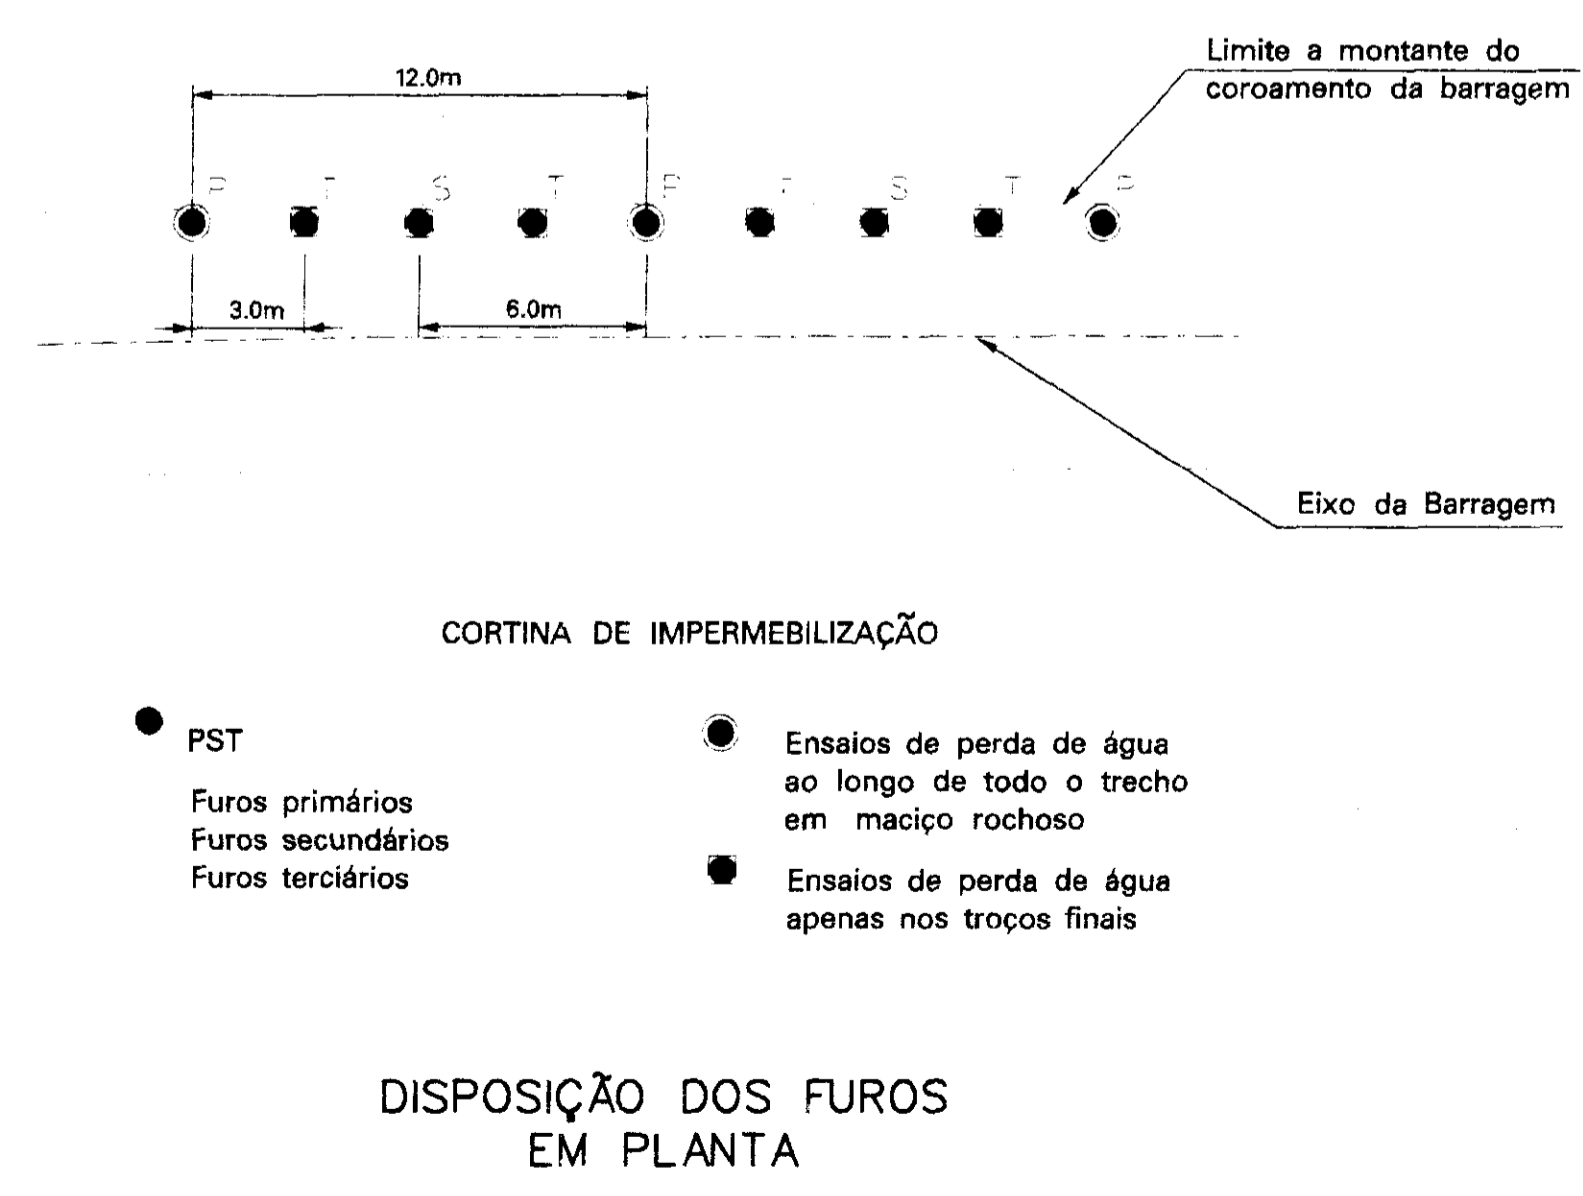 Limite a montante do
coroamento da barragem
12.0m
P T S T P T S T P
3.0m
6.0m
Eixo da Barragem
CORTINA DE IMPERMEBILIZAÇÃO
PST
Furos primários
Furos secundários
Furos terciários
Ensaios de perda de água
ao longo de todo o trecho
em maciço rochoso
Ensaios de perda de água
apenas nos troços finais
DISPOSIÇÃO DOS FUROS
EM PLANTA